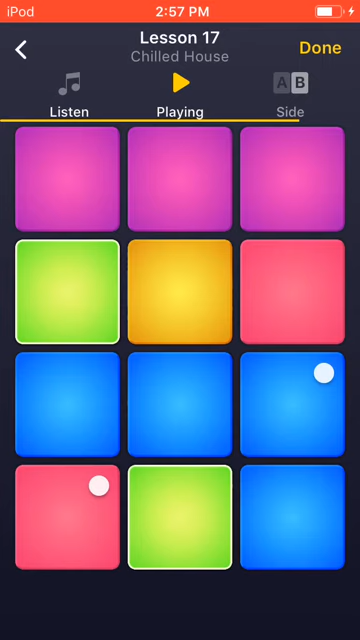 iPod
2:57 PM
Lesson 17
Chilled House
Done
A B
Listen
Playing
Side